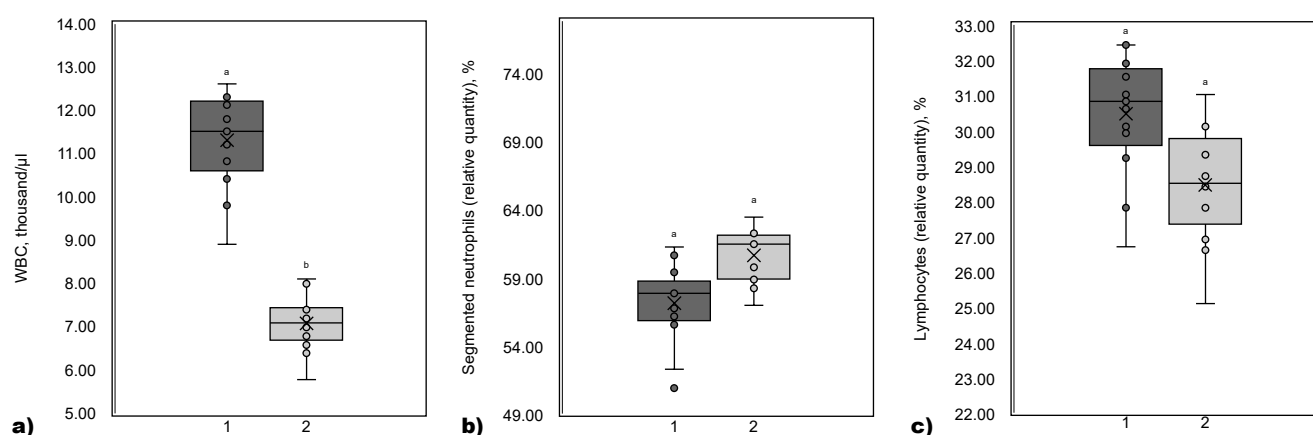 WBC, thousand/µl
14.00
13.00
12.00
11.00
10.00
9.00
8.00
7.00
6.00
5.00
a
b
1 2
a)
Segmented neutrophils (relative quantity), %
74.00
69.00
64.00
59.00
54.00
49.00
a
a
1 2
b)
Lymphocytes (relative quantity), %
33.00
32.00
31.00
30.00
29.00
28.00
27.00
26.00
25.00
24.00
23.00
22.00
a
a
1 2
c)